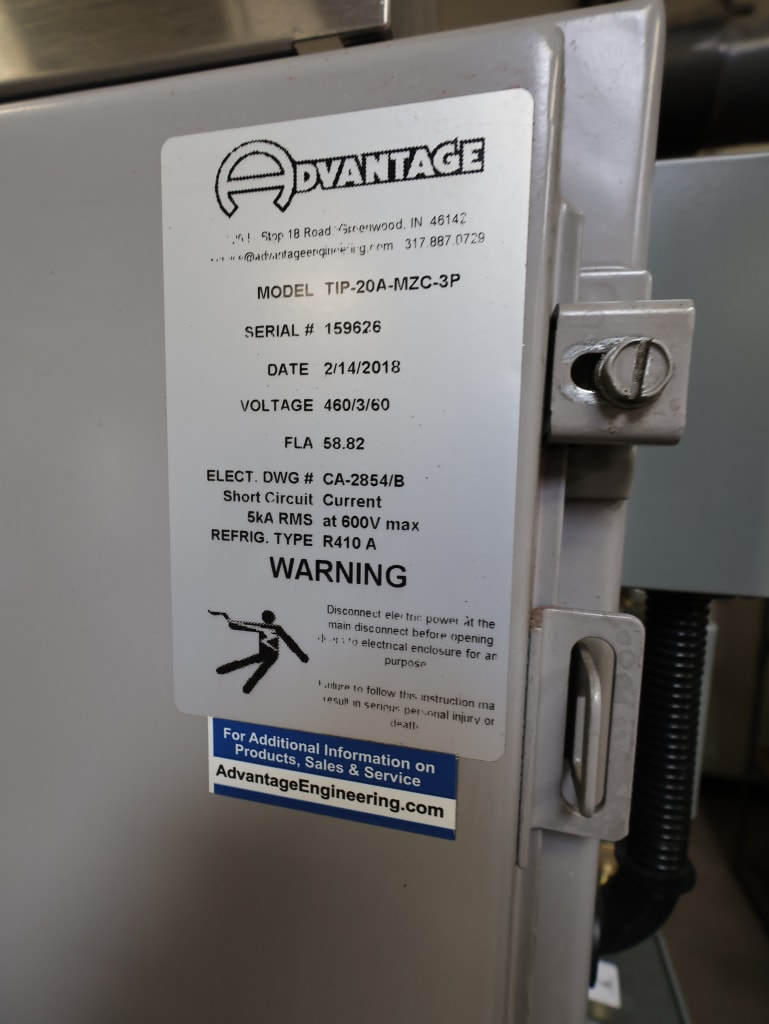 ADVANTAGE
Stop 18 Road Greenwood, IN 46142
@advantageengineering.com 317.887.0729
MODEL TIP-20A-MZC-3P
SERIAL # 159626
DATE 2/14/2018
VOLTAGE 460/3/60
FLA 58.82
ELECT. DWG # CA-2854/B
Short Circuit Current
5kA RMS at 600V max
REFRIG. TYPE R410 A
WARNING
Disconnect electric power at the
main disconnect before opening
to electrical enclosure for an
purpose
Failure to follow this instruction ma
result in serious personal injury or
death
For Additional Information on
Products, Sales & Service
AdvantageEngineering.com